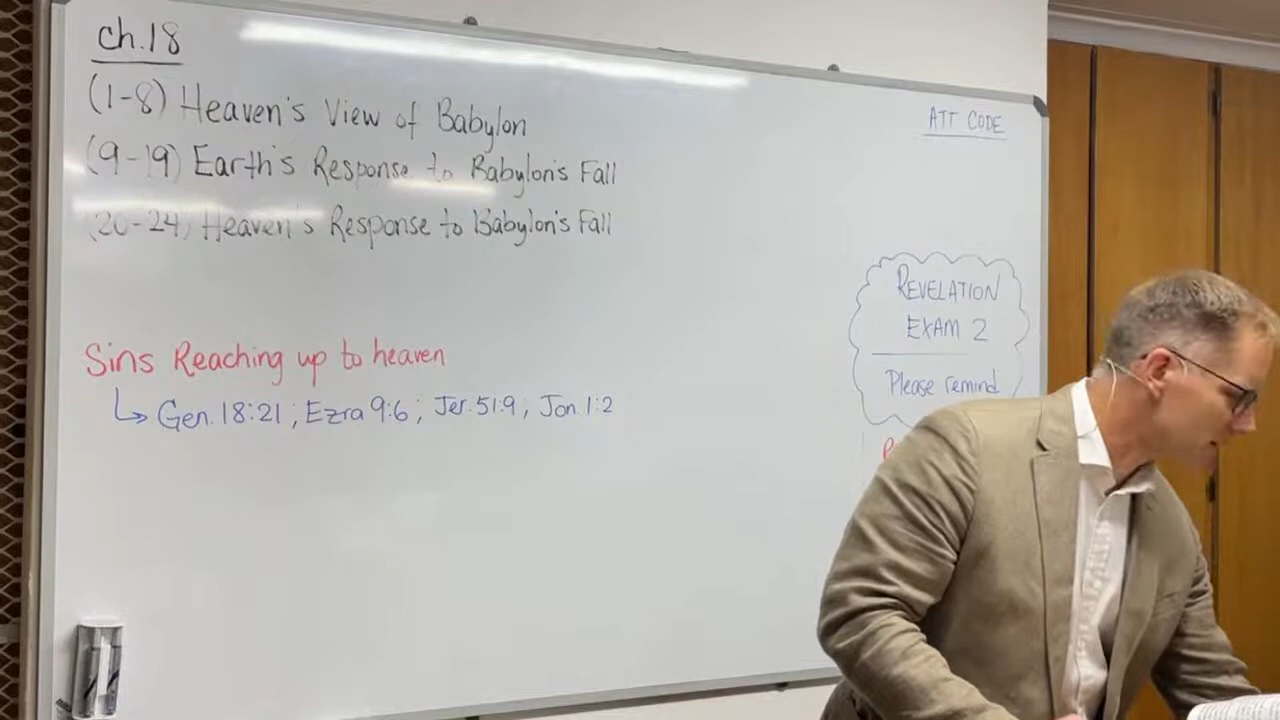 Ch.18
(1-8) Heaven's View of Babylon
(9-19) Earth's Response to Babylon's Fall
(20-24) Heaven's Response to Babylon's Fall
Sins Reaching up to heaven
↳ Gen. 18:21 ; Ezra 9:6 ; Jer. 51:9 ; Jon. 1:2
ATT CODE
REVELATION
EXAM 2
Please remind